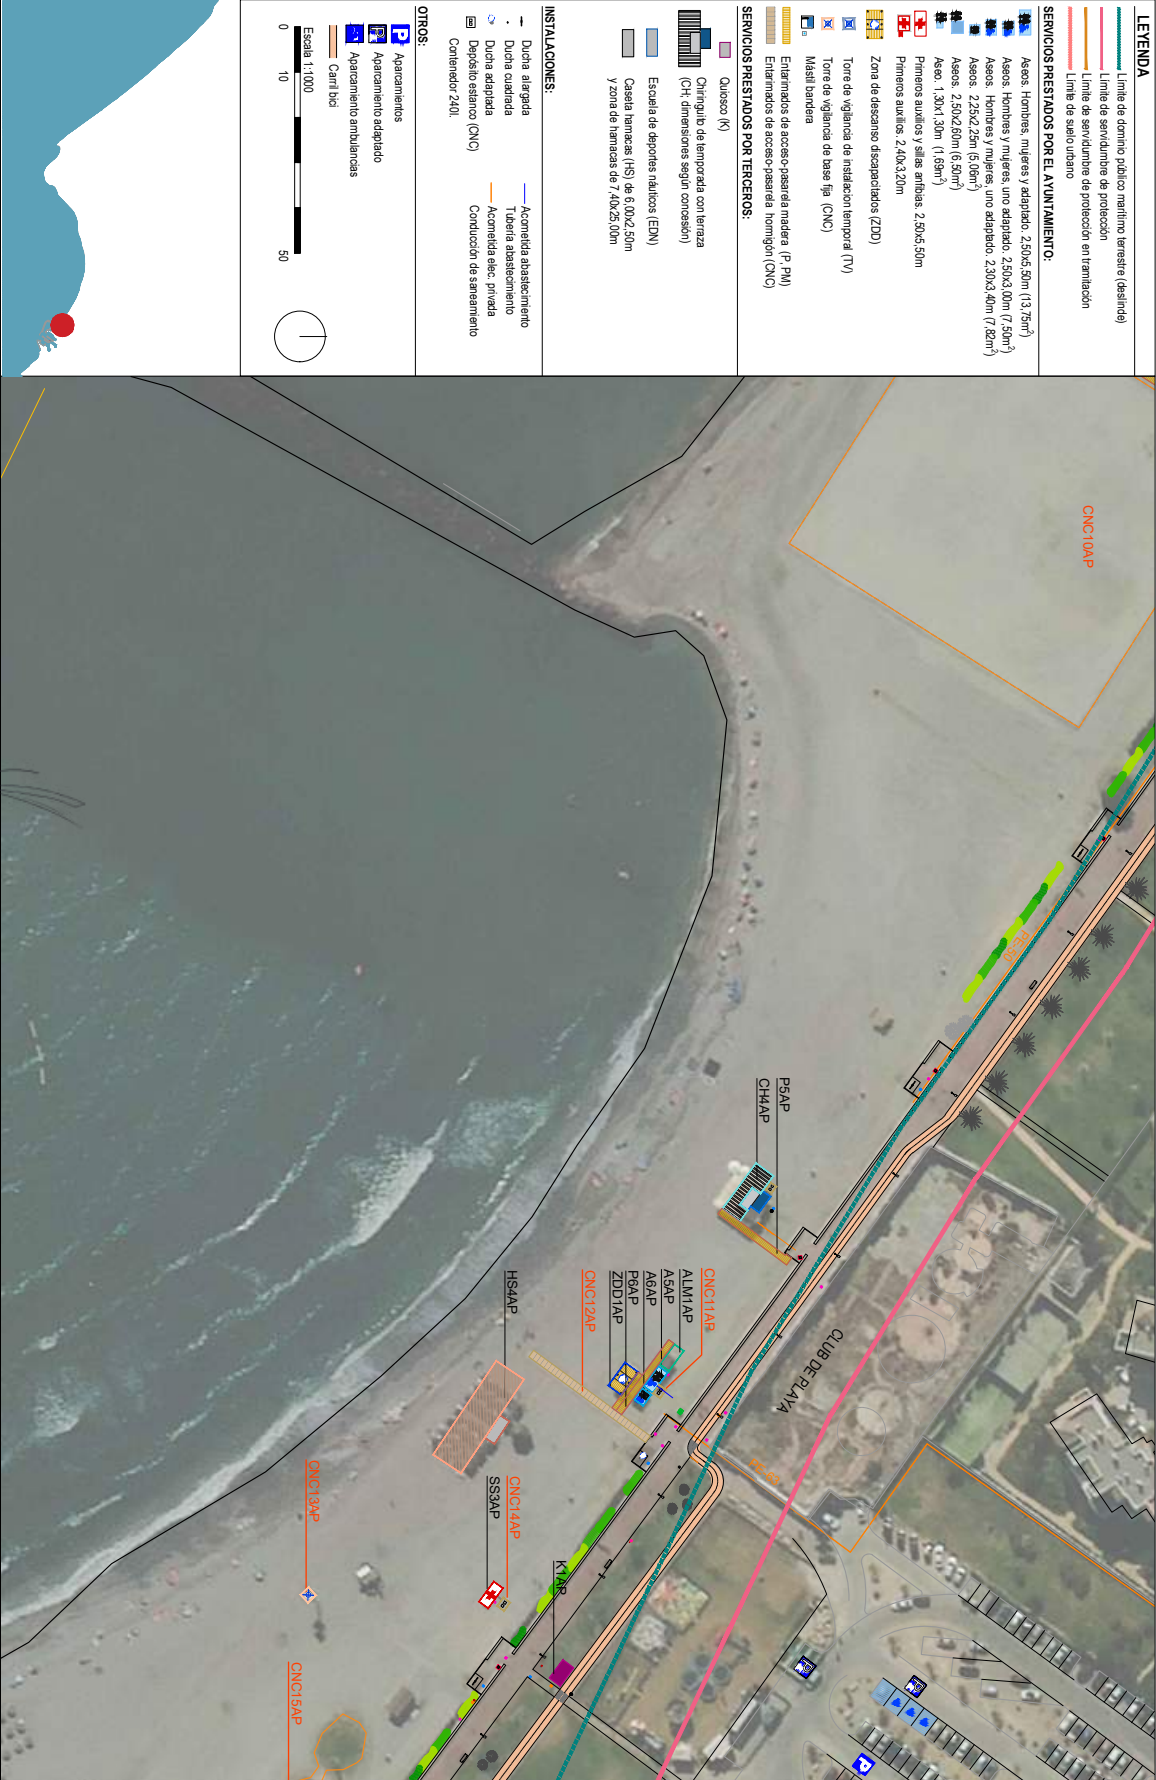 LEYENDA
Límite de dominio público marítimo terrestre (deslinde)
Límite de servidumbre de protección
Límite de servidumbre de protección en tramitación
Límite de suelo urbano
SERVICIOS PRESTADOS POR EL AYUNTAMIENTO:
Aseos. Hombres, mujeres y adaptado. 2,50x5,50m (13,75m²)
Aseos. Hombres y mujeres, uno adaptado. 2,50x3,00m (7,50m²)
Aseos. Hombres y mujeres, uno adaptado. 2,30x3,40m (7,82m²)
Aseos. 2,25x2,25m (5,06m²)
Aseos. 2,50x2,60m (6,50m²)
Aseo. 1,30x1,30m (1,69m²)
Primeros auxilios y sillas anfibias. 2,50x5,50m
Primeros auxilios. 2,40x3,20m
Zona de descanso discapacitados (ZDD)
Torre de vigilancia de instalacion temporal (TV)
Torre de vigilancia de base fija (CNC)
Mástil bandera
Entarimados de acceso-pasarela madera (P, PM)
Entarimados de acceso-pasarela hormigón (CNC)
SERVICIOS PRESTADOS POR TERCEROS:
Quiosco (K)
Chiringuito de temporada con terraza
(CH; dimensiones según concesión)
Escuela de deportes náuticos (EDN)
Caseta hamacas (HS) de 6,00x2,50m
y zona de hamacas de 7,40x25,00m
INSTALACIONES:
Ducha alargada
Ducha cuadrada
Ducha adaptada
Depósito estanco (CNC)
Contenedor 240l.
Acometida abastecimiento
Tubería abastecimiento
Acometida elec. privada
Conducción de saneamiento
OTROS:
P Aparcamientos
Aparcamiento adaptado
Aparcamiento ambulancias
Carril bici
Escala 1:1000
0 10 50
CNC10AP
PE-50
P5AP
CH4AP
CLUB DE PLAYA
CNC11AP
ALM1AP
A5AP
A6AP
P6AP
ZDD1AP
CNC12AP
HS4AP
CNC13AP
CNC14AP
SS3AP
K1AP
CNC15AP
P